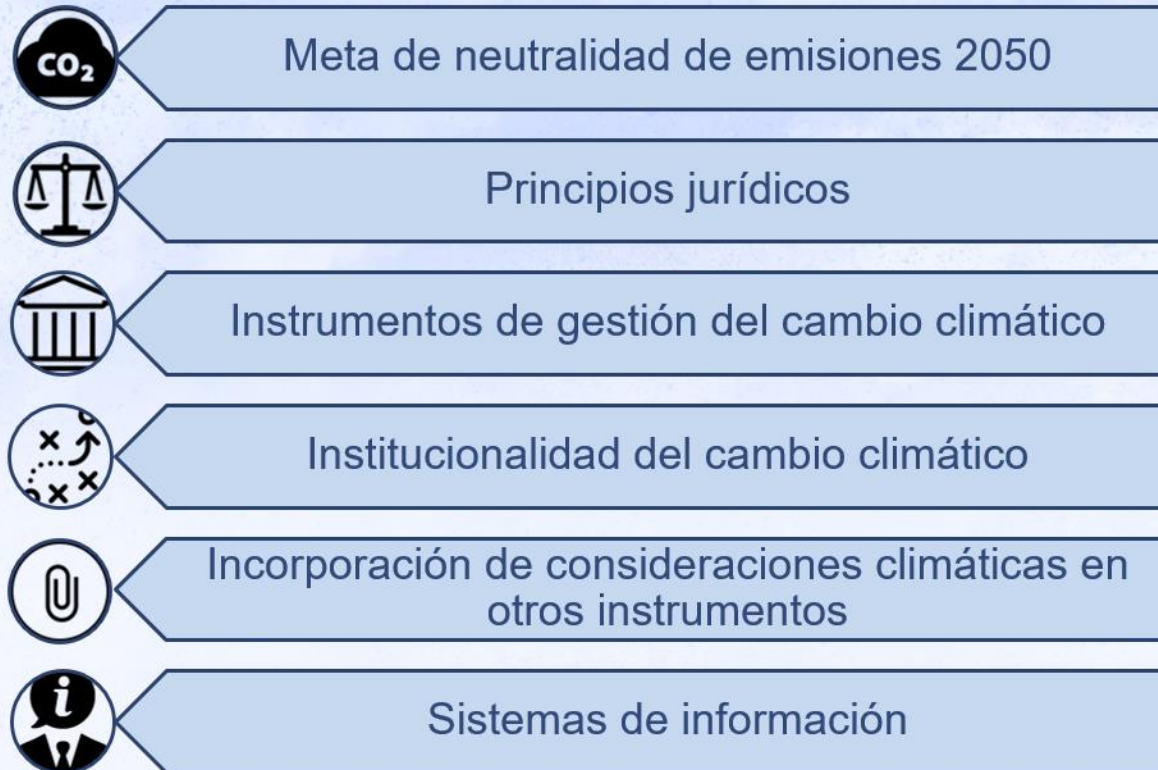 CO₂
Meta de neutralidad de emisiones 2050
Principios jurídicos
Instrumentos de gestión del cambio climático
Institucionalidad del cambio climático
Incorporación de consideraciones climáticas en
otros instrumentos
i
Sistemas de información